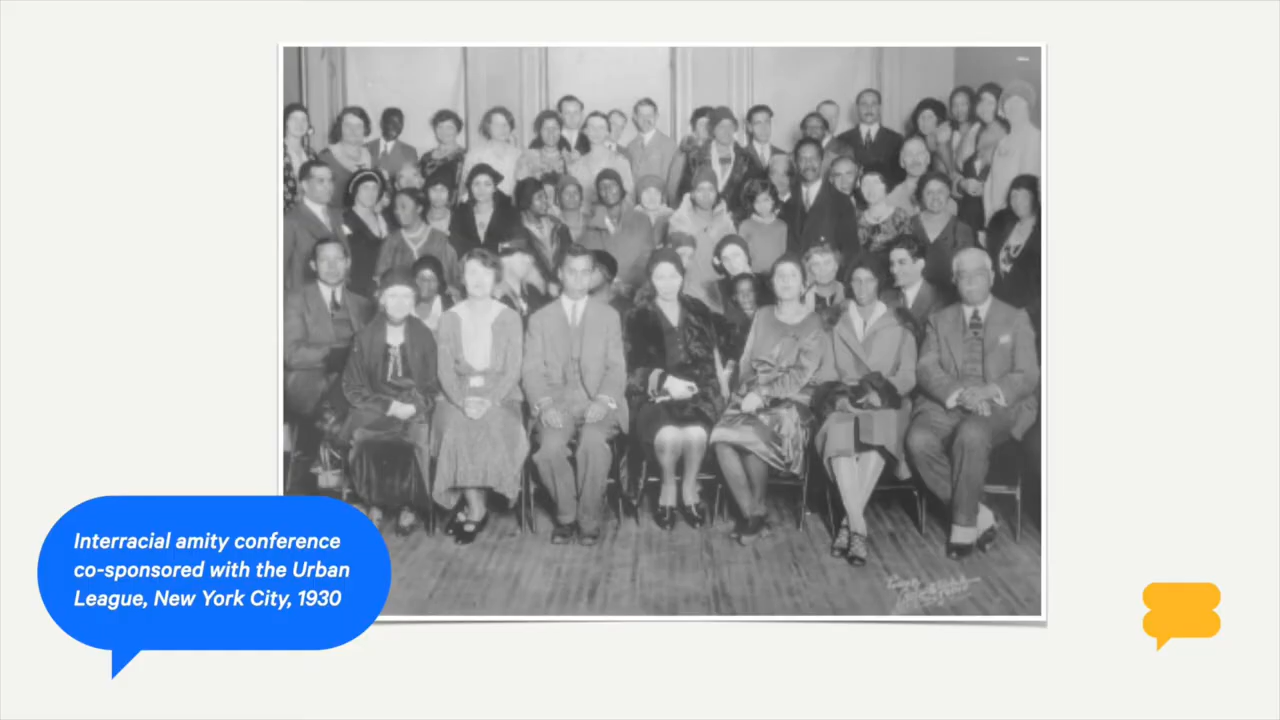 Interracial amity conference
co-sponsored with the Urban
League, New York City, 1930